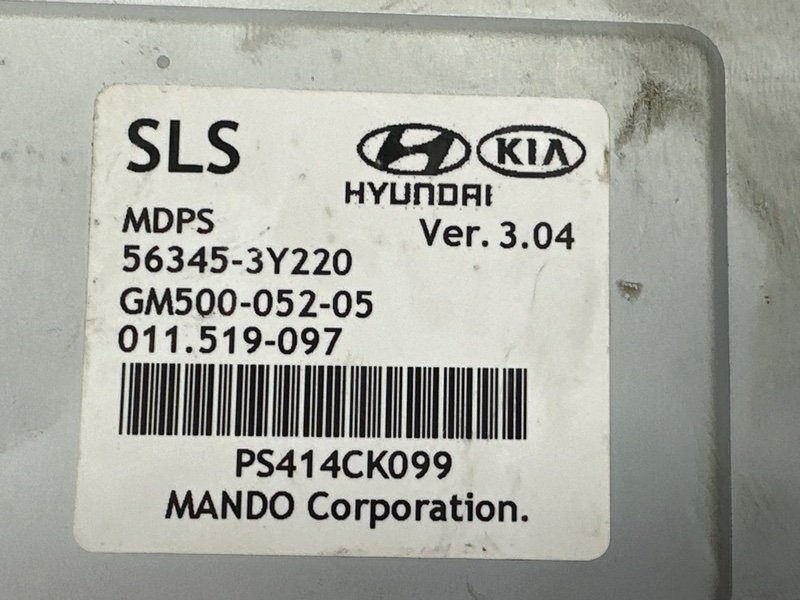 SLS
HYUNDAI
KIA
MDPS
Ver. 3.04
56345-3Y220
GM500-052-05
011.519-097
PS414CK099
MANDO Corporation.